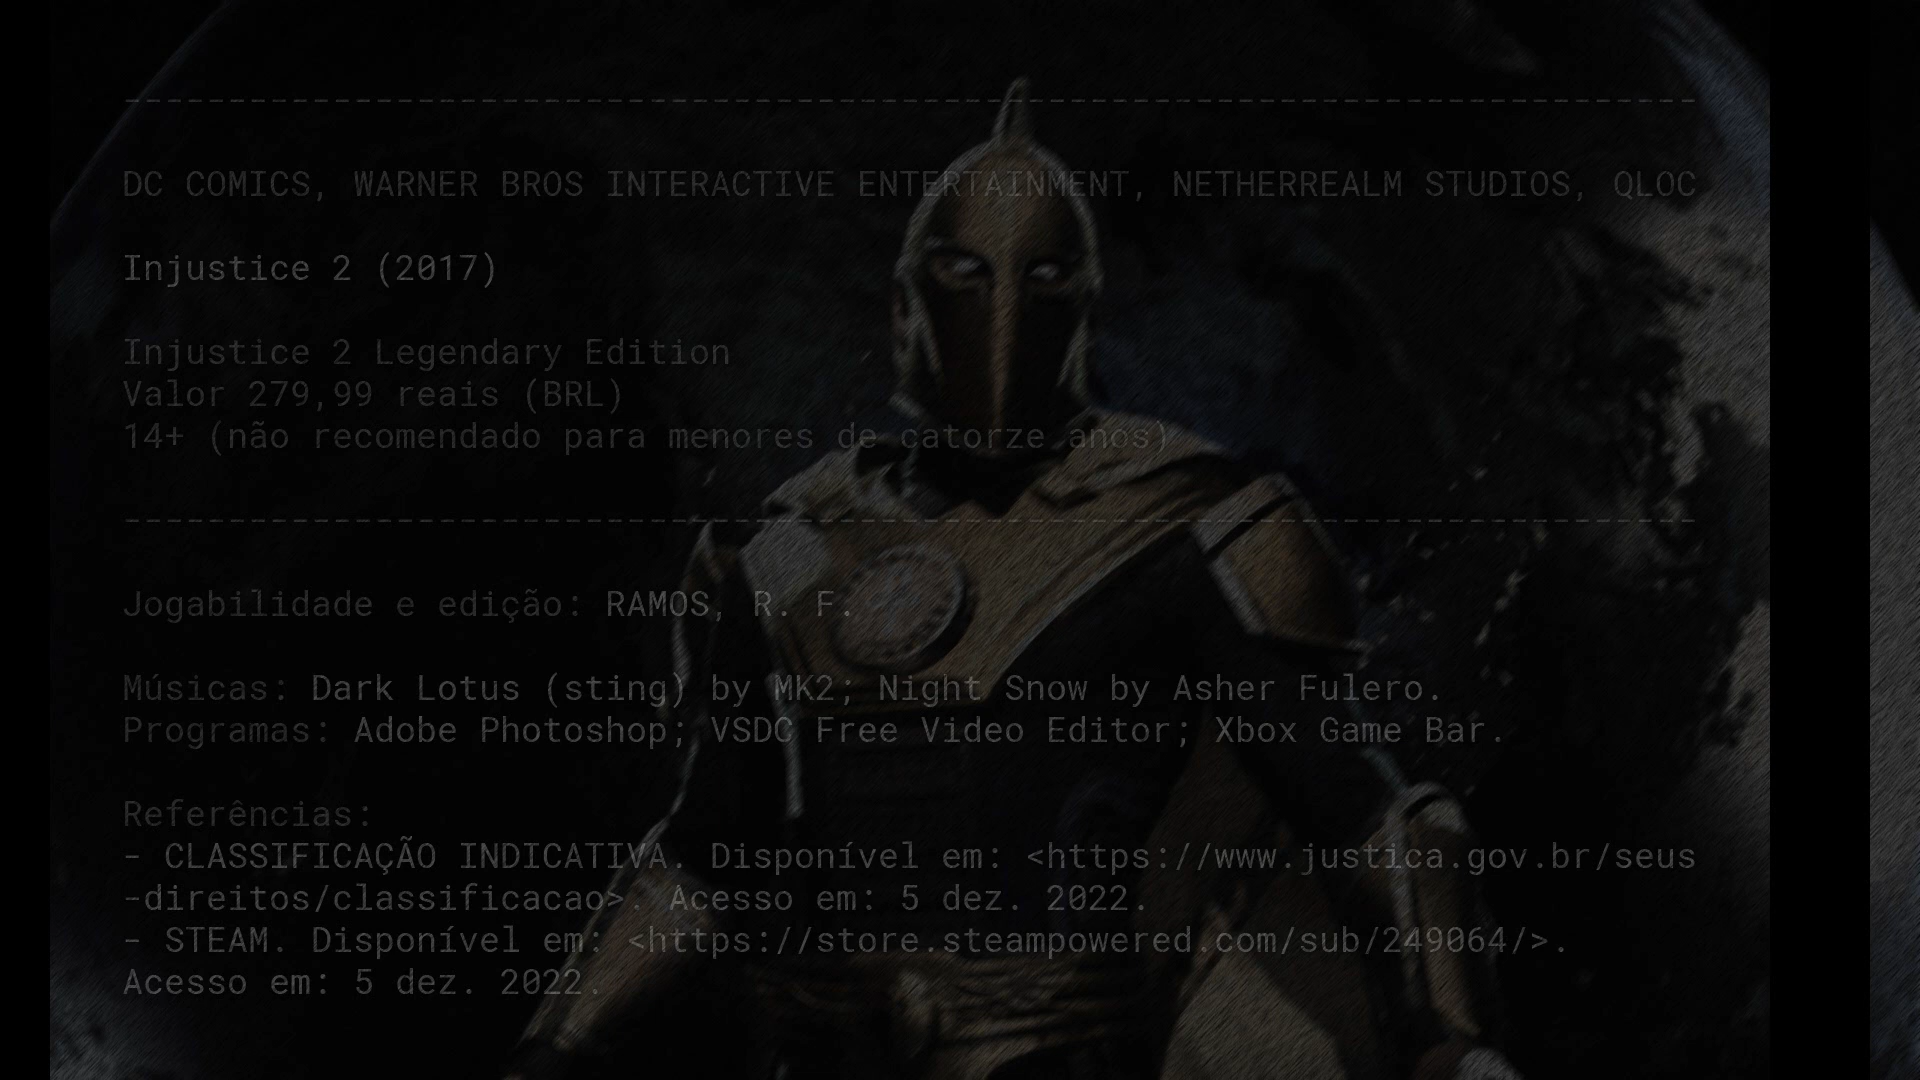 DC COMICS, WARNER BROS INTERACTIVE ENTERTAINMENT, NETHERREALM STUDIOS, QLOC
Injustice 2 (2017)
Injustice 2 Legendary Edition
Valor 279,99 reais (BRL)
14+ (não recomendado para menores de catorze anos)
Jogabilidade e edição: RAMOS, R. F.
Músicas: Dark Lotus (sting) by MK2; Night Snow by Asher Fulero.
Programas: Adobe Photoshop; VSDC Free Video Editor; Xbox Game Bar.
Referências:
- CLASSIFICAÇÃO INDICATIVA. Disponível em: <https://www.justica.gov.br/seus
-direitos/classificacao>. Acesso em: 5 dez. 2022.
- STEAM. Disponível em: <https://store.steampowered.com/sub/249064/>.
Acesso em: 5 dez. 2022.